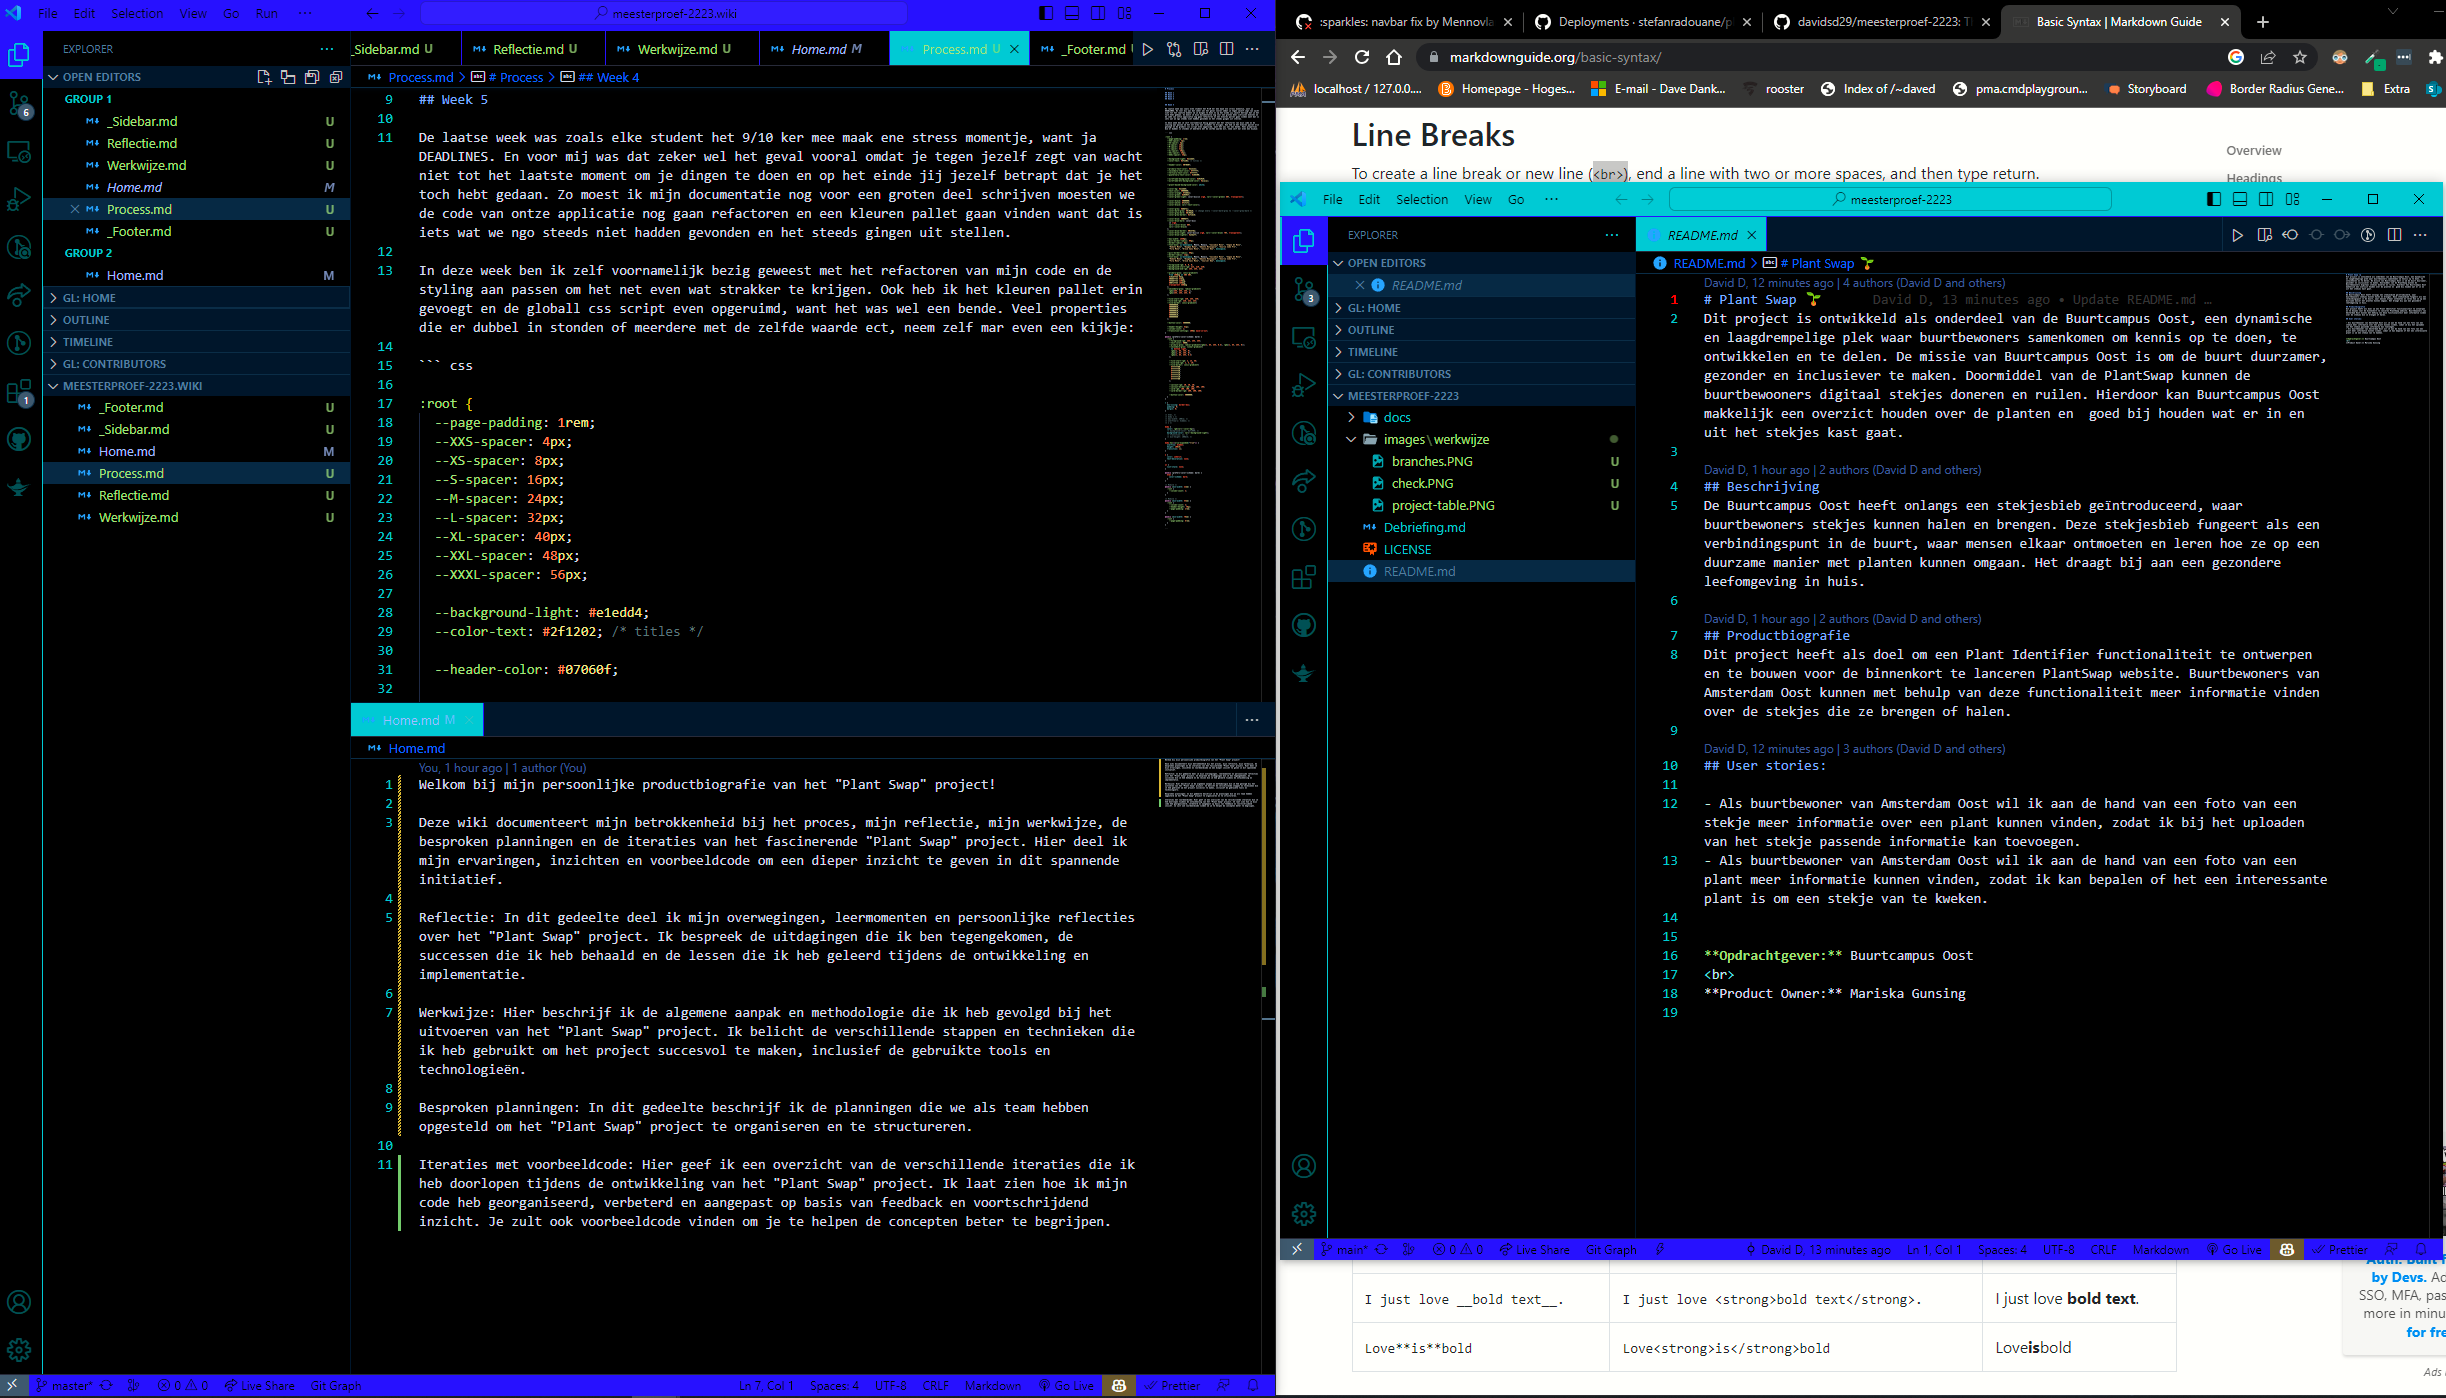 File Edit Selection View Go Run ··· meesterproef-2223.wiki
EXPLORER
OPEN EDITORS
GROUP 1
_Sidebar.md U
Reflectie.md U
Werkwijze.md U
Home.md M
Process.md U
_Footer.md U
GROUP 2
Home.md M
GL: HOME
OUTLINE
TIMELINE
GL: CONTRIBUTORS
MEESTERPROEF-2223.WIKI
_Footer.md U
_Sidebar.md U
Home.md M
Process.md U
Reflectie.md U
Werkwijze.md U
6
1
_Sidebar.md U Reflectie.md U Werkwijze.md U Home.md M Process.md U _Footer.md
Process.md > # Process > ## Week 4
9 ## Week 5
10
11 De laatse week was zoals elke student het 9/10 ker mee maak ene stress momentje, want ja
DEADLINES. En voor mij was dat zeker wel het geval vooral omdat je tegen jezelf zegt van wacht
niet tot het laatste moment om je dingen te doen en op het einde jij jezelf betrapt dat je het
toch hebt gedaan. Zo moest ik mijn documentatie nog voor een groten deel schrijven moesten we
de code van ontze applicatie nog gaan refactoren en een kleuren pallet gaan vinden want dat is
iets wat we ngo steeds niet hadden gevonden en het steeds gingen uit stellen.
12
13 In deze week ben ik zelf voornamelijk bezig geweest met het refactoren van mijn code en de
styling aan passen om het net even wat strakker te krijgen. Ook heb ik het kleuren pallet erin
gevoegt en de globall css script even opgeruimd, want het was wel een bende. Veel properties
die er dubbel in stonden of meerdere met de zelfde waarde ect, neem zelf mar even een kijkje:
14
15 ``` css
16
17 :root {
18 --page-padding: 1rem;
19 --XXS-spacer: 4px;
20 --XS-spacer: 8px;
21 --S-spacer: 16px;
22 --M-spacer: 24px;
23 --L-spacer: 32px;
24 --XL-spacer: 40px;
25 --XXL-spacer: 48px;
26 --XXXL-spacer: 56px;
27
28 --background-light: #e1edd4;
29 --color-text: #2f1202; /* titles */
30
31 --header-color: #07060f;
32
Home.md M
Home.md
You, 1 hour ago | 1 author (You)
1 Welkom bij mijn persoonlijke productbiografie van het "Plant Swap" project!
2
3 Deze wiki documenteert mijn betrokkenheid bij het proces, mijn reflectie, mijn werkwijze, de
besproken planningen en de iteraties van het fascinerende "Plant Swap" project. Hier deel ik
mijn ervaringen, inzichten en voorbeeldcode om een dieper inzicht te geven in dit spannende
initiatief.
4
5 Reflectie: In dit gedeelte deel ik mijn overwegingen, leermomenten en persoonlijke reflecties
over het "Plant Swap" project. Ik bespreek de uitdagingen die ik ben tegengekomen, de
successen die ik heb behaald en de lessen die ik heb geleerd tijdens de ontwikkeling en
implementatie.
6
7 Werkwijze: Hier beschrijf ik de algemene aanpak en methodologie die ik heb gevolgd bij het
uitvoeren van het "Plant Swap" project. Ik belicht de verschillende stappen en technieken die
ik heb gebruikt om het project succesvol te maken, inclusief de gebruikte tools en
technologieën.
8
9 Besproken planningen: In dit gedeelte beschrijf ik de planningen die we als team hebben
opgesteld om het "Plant Swap" project te organiseren en te structureren.
10
11 Iteraties met voorbeeldcode: Hier geef ik een overzicht van de verschillende iteraties die ik
heb doorlopen tijdens de ontwikkeling van het "Plant Swap" project. Ik laat zien hoe ik mijn
code heb georganiseerd, verbeterd en aangepast op basis van feedback en voortschrijdend
inzicht. Je zult ook voorbeeldcode vinden om je te helpen de concepten beter te begrijpen.
master* 0 0 Live Share Git Graph Ln 7, Col 1 Spaces: 4 UTF-8 CRLF Markdown Go Live Prettier
:sparkles: navbar fix by Mennovla Deployments · stefanradouane/p davidsd29/meesterproef-2223: T Basic Syntax | Markdown Guide
markdownguide.org/basic-syntax/
localhost / 127.0.0.... Homepage - Hoges... E-mail - Dave Dank... rooster Index of /~daved pma.cmdplaygroun... Storyboard Border Radius Gene... Extra
Line Breaks
To create a line break or new line (<br>), end a line with two or more spaces, and then type return.
Overview
Headings
File Edit Selection View Go ··· meesterproef-2223
EXPLORER
OPEN EDITORS
README.md
GL: HOME
OUTLINE
TIMELINE
GL: CONTRIBUTORS
MEESTERPROEF-2223
docs
images\werkwijze
branches.PNG U
check.PNG U
project-table.PNG U
Debriefing.md
LICENSE
README.md
3
README.md
README.md > # Plant Swap
David D, 12 minutes ago | 4 authors (David D and others)
1 # Plant Swap 🌱 David D, 13 minutes ago • Update README.md …
2 Dit project is ontwikkeld als onderdeel van de Buurtcampus Oost, een dynamische
en laagdrempelige plek waar buurtbewoners samenkomen om kennis op te doen, te
ontwikkelen en te delen. De missie van Buurtcampus Oost is om de buurt duurzamer,
gezonder en inclusiever te maken. Doormiddel van de PlantSwap kunnen de
buurtbewooners digitaal stekjes doneren en ruilen. Hierdoor kan Buurtcampus Oost
makkelijk een overzict houden over de planten en  goed bij houden wat er in en
uit het stekjes kast gaat.
3
David D, 1 hour ago | 2 authors (David D and others)
4 ## Beschrijving
5 De Buurtcampus Oost heeft onlangs een stekjesbieb geïntroduceerd, waar
buurtbewoners stekjes kunnen halen en brengen. Deze stekjesbieb fungeert als een
verbindingspunt in de buurt, waar mensen elkaar ontmoeten en leren hoe ze op een
duurzame manier met planten kunnen omgaan. Het draagt bij aan een gezondere
leefomgeving in huis.
6
David D, 1 hour ago | 2 authors (David D and others)
7 ## Productbiografie
8 Dit project heeft als doel om een Plant Identifier functionaliteit te ontwerpen
en te bouwen voor de binnenkort te lanceren PlantSwap website. Buurtbewoners van
Amsterdam Oost kunnen met behulp van deze functionaliteit meer informatie vinden
over de stekjes die ze brengen of halen.
9
David D, 12 minutes ago | 3 authors (David D and others)
10 ## User stories:
11
12 - Als buurtbewoner van Amsterdam Oost wil ik aan de hand van een foto van een
stekje meer informatie over een plant kunnen vinden, zodat ik bij het uploaden
van het stekje passende informatie kan toevoegen.
13 - Als buurtbewoner van Amsterdam Oost wil ik aan de hand van een foto van een
plant meer informatie kunnen vinden, zodat ik kan bepalen of het een interessante
plant is om een stekje van te kweken.
14
15
16 **Opdrachtgever:** Buurtcampus Oost
17 <br>
18 **Product Owner:** Mariska Gunsing
19
main* 0 0 Live Share Git Graph David D, 13 minutes ago Ln 1, Col 1 Spaces: 4 UTF-8 CRLF Markdown Go Live Prettier
I just love __bold text__. I just love <strong>bold text</strong>. I just love bold text.
Love**is**bold Love<strong>is</strong>bold Loveisbold
by Devs. Ad
SSO, MFA, pas
more in minu
for fre
Ads